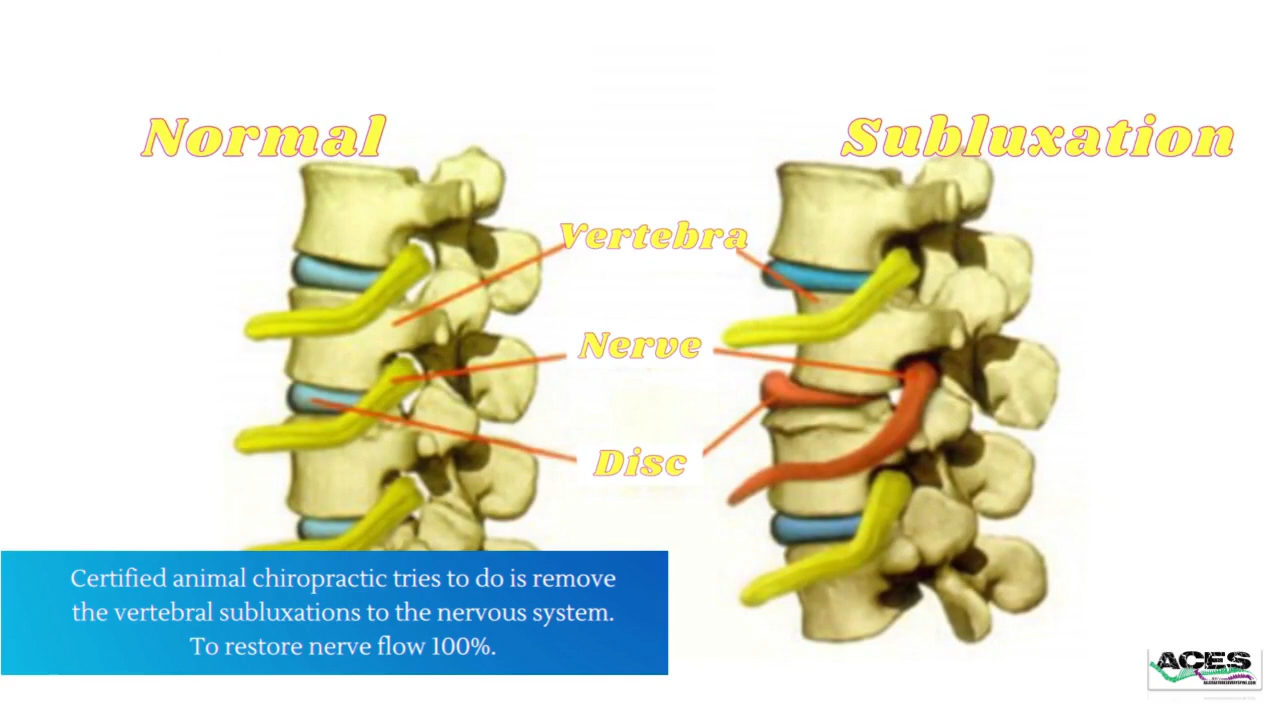 Normal
Subluxation
Vertebra
Nerve
Disc
Certified animal chiropractic tries to do is remove
the vertebral subluxations to the nervous system.
To restore nerve flow 100%.
ACES